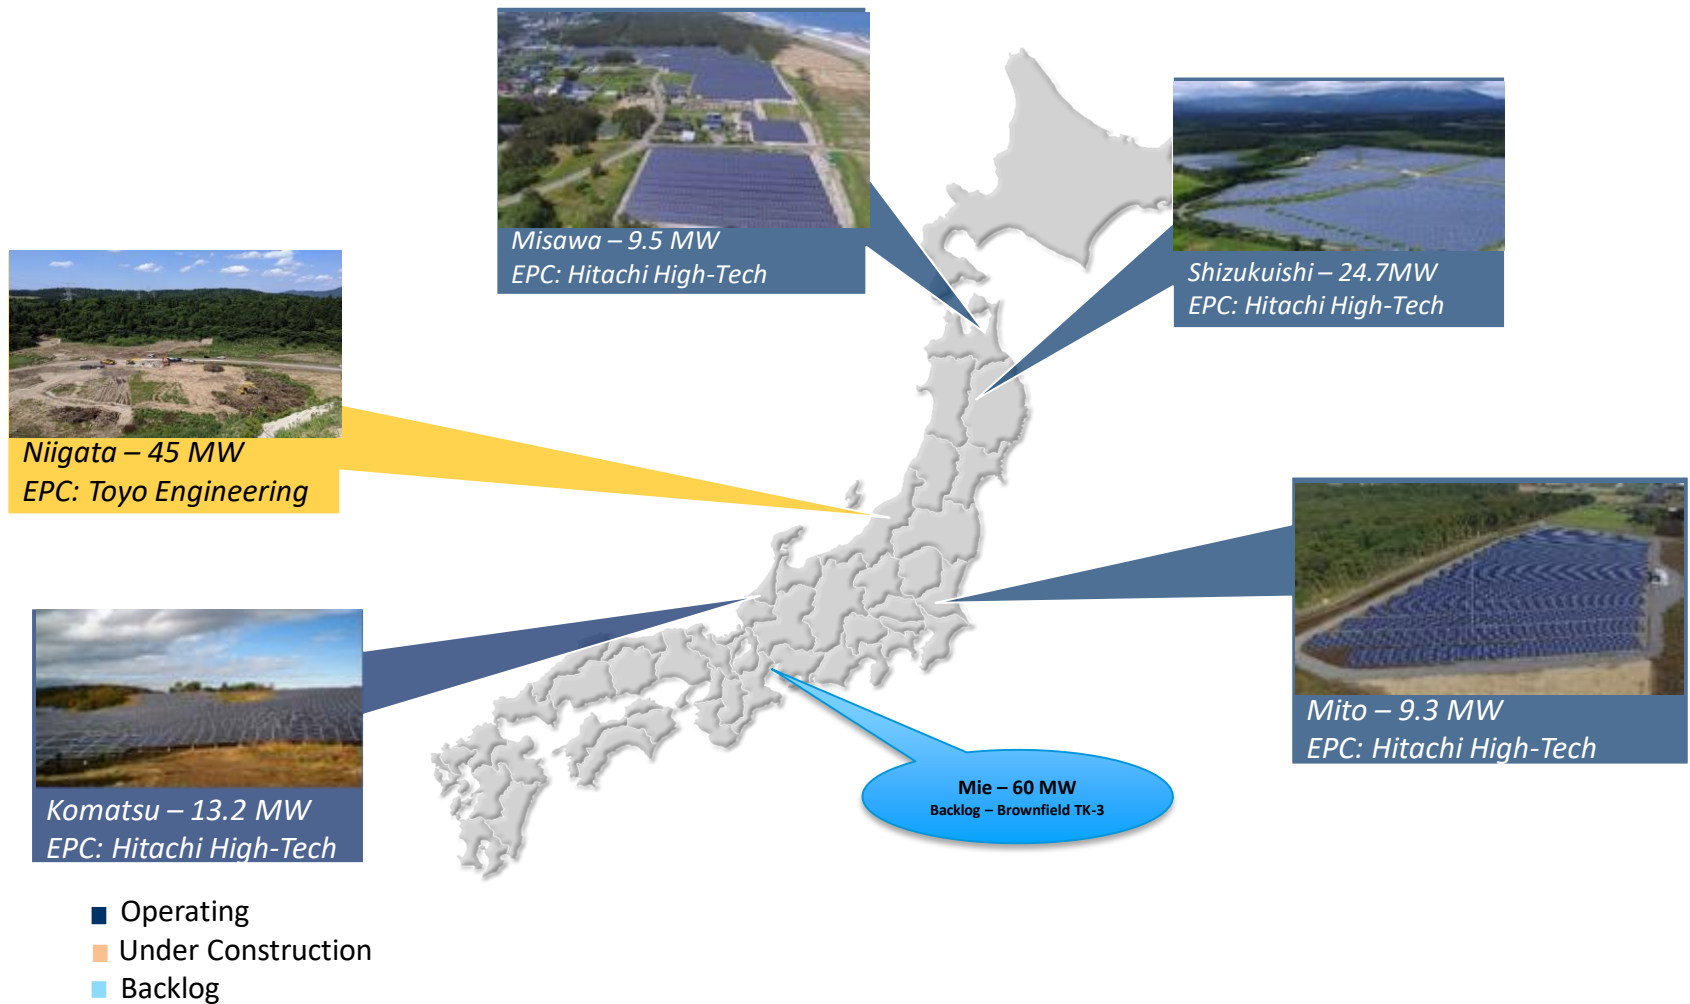 Misawa – 9.5 MW
EPC: Hitachi High-Tech
Shizukuishi – 24.7MW
EPC: Hitachi High-Tech
Niigata – 45 MW
EPC: Toyo Engineering
Mito – 9.3 MW
EPC: Hitachi High-Tech
Mie – 60 MW
Backlog – Brownfield TK-3
Komatsu – 13.2 MW
EPC: Hitachi High-Tech
Operating
Under Construction
Backlog